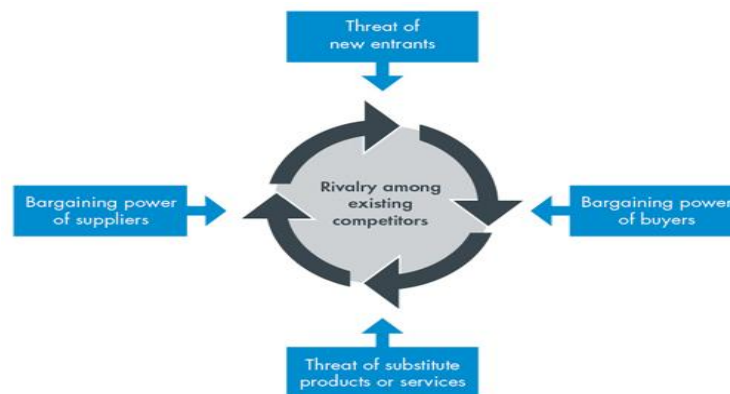 Threat of
new entrants
Bargaining power
of suppliers
Rivalry among
existing
competitors
Bargaining power
of buyers
Threat of substitute
products or services